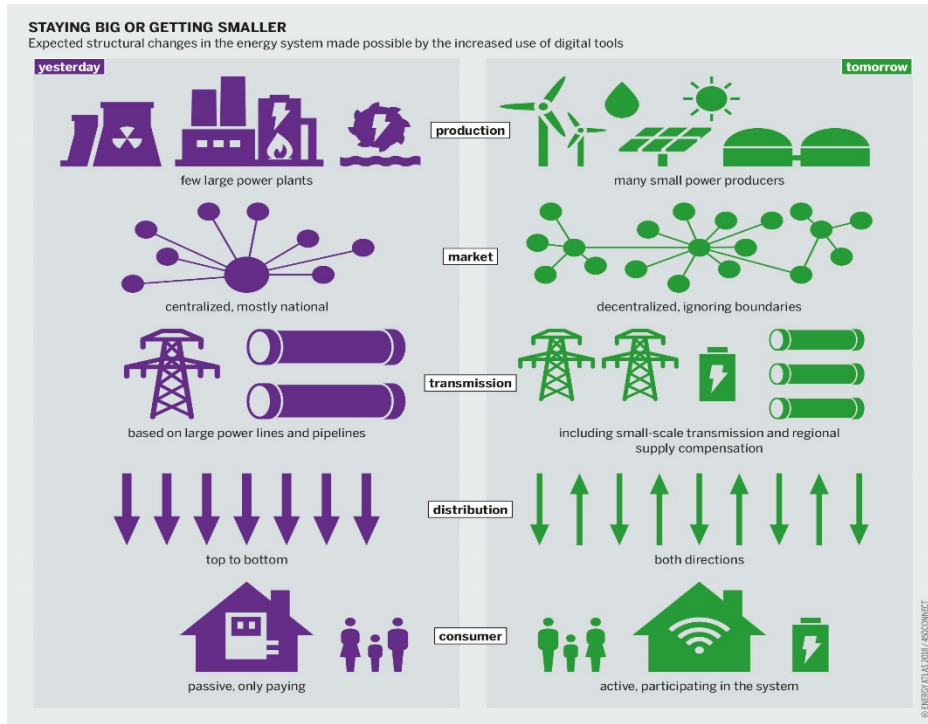 STAYING BIG OR GETTING SMALLER
Expected structural changes in the energy system made possible by the increased use of digital tools
yesterday
tomorrow
production
few large power plants
many small power producers
market
centralized, mostly national
decentralized, ignoring boundaries
transmission
based on large power lines and pipelines
including small-scale transmission and regional
supply compensation
distribution
top to bottom
both directions
consumer
passive, only paying
active, participating in the system
© ENERGY ATLAS 2018 / 450CONNECT